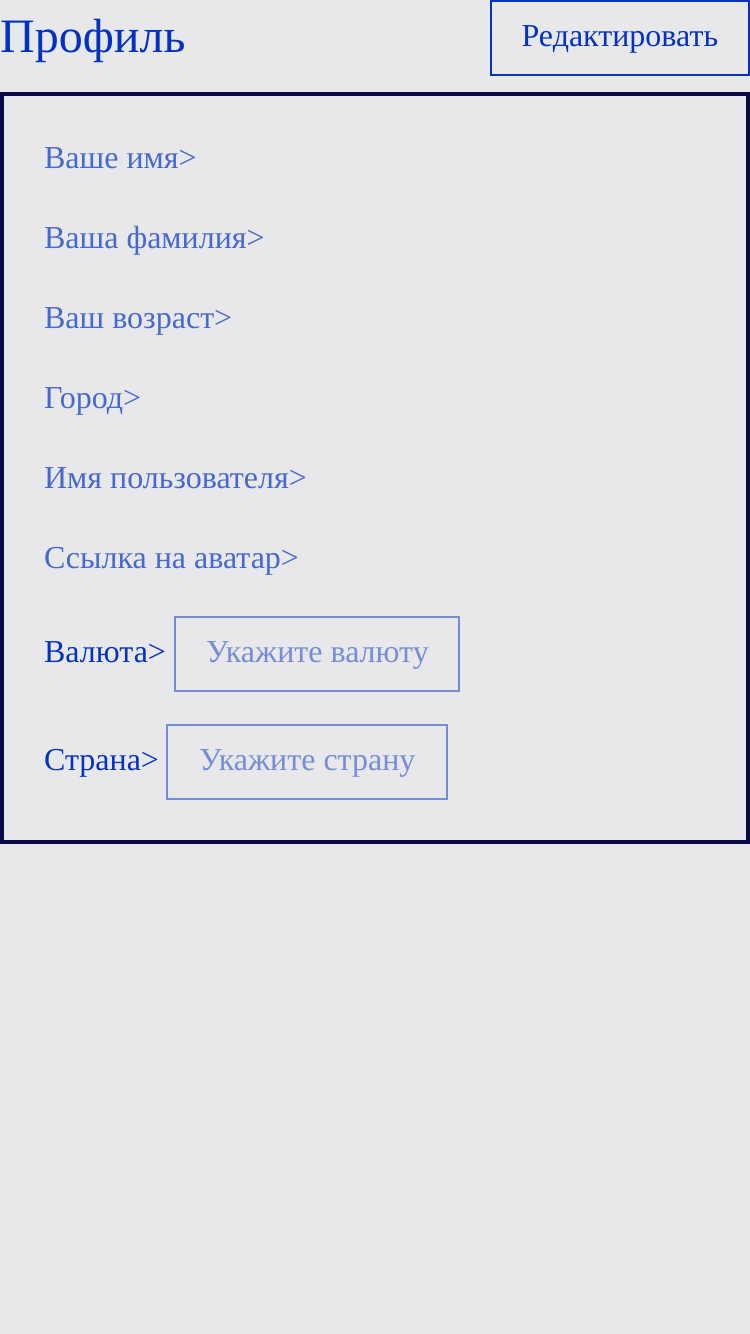 Профиль
Редактировать
Ваше имя>
Ваша фамилия>
Ваш возраст>
Город>
Имя пользователя>
Ссылка на аватар>
Валюта> Укажите валюту
Страна> Укажите страну